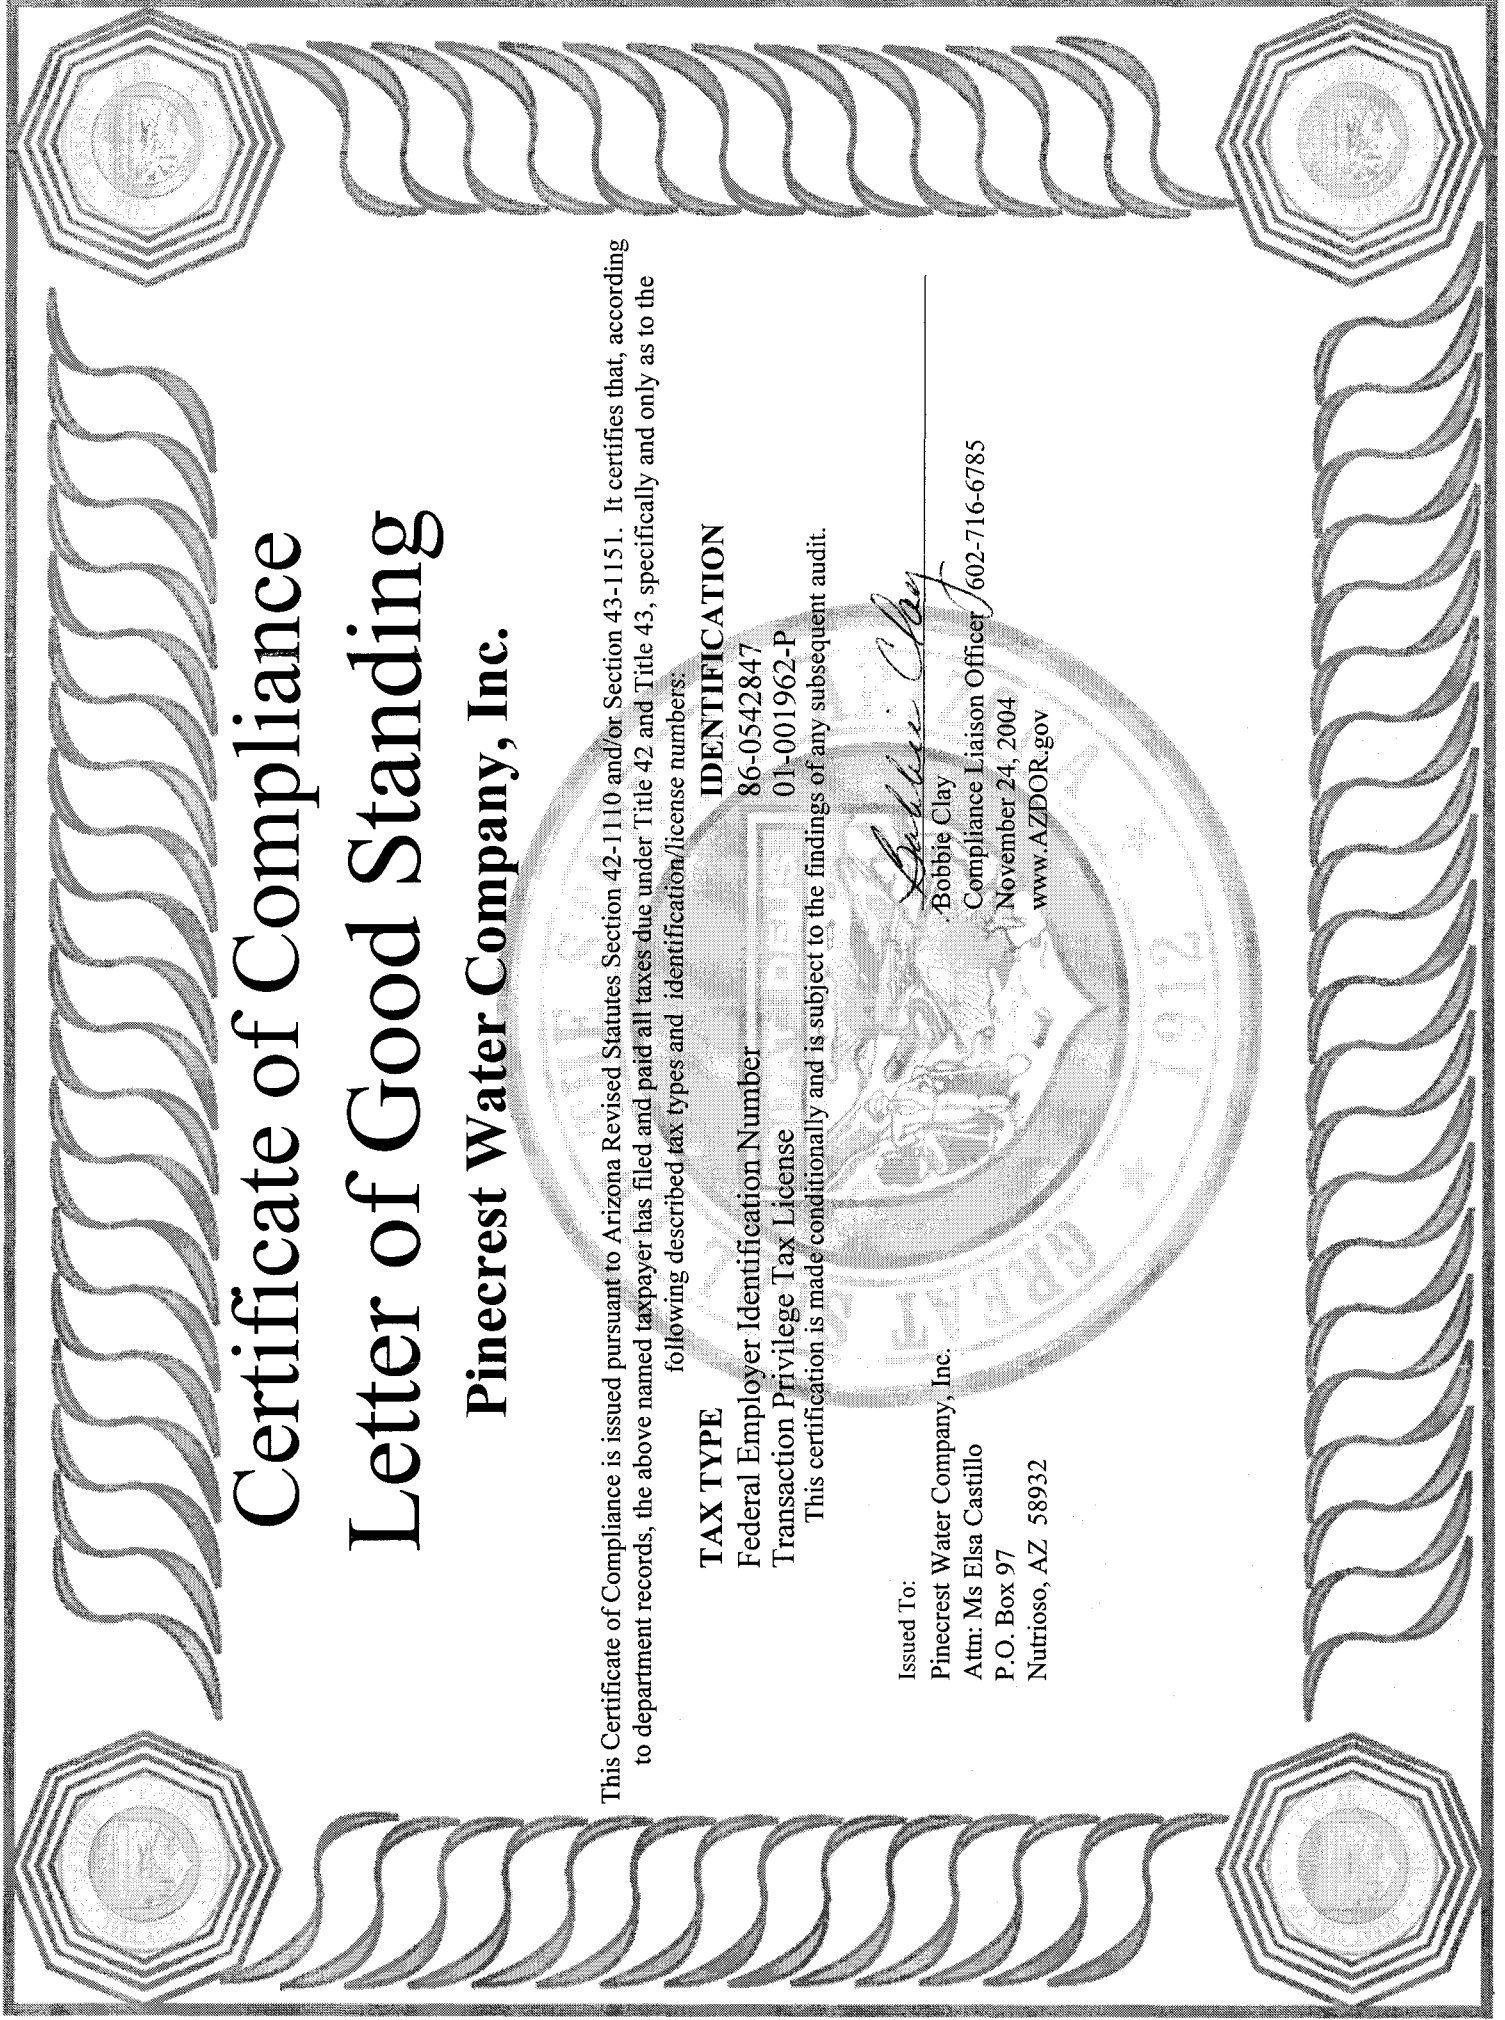 Certificate of Compliance
Letter of Good Standing
Pinecrest Water Company, Inc.
This Certificate of Compliance is issued pursuant to Arizona Revised Statutes Section 42-1110 and/or Section 43-1151. It certifies that, according
to department records, the above named taxpayer has filed and paid all taxes due under Title 42 and Title 43, specifically and only as to the
following described tax types and identification/license numbers:
TAX TYPE IDENTIFICATION
Federal Employer Identification Number 86-0542847
Transaction Privilege Tax License 01-001962-P
This certification is made conditionally and is subject to the findings of any subsequent audit.
Issued To:
Pinecrest Water Company, Inc.
Attn: Ms Elsa Castillo
P.O. Box 97
Nutrioso, AZ 58932
Bobbie Clay
Bobbie Clay
Compliance Liaison Officer 602-716-6785
November 24, 2004
www.AZDOR.gov
GREAT
1912